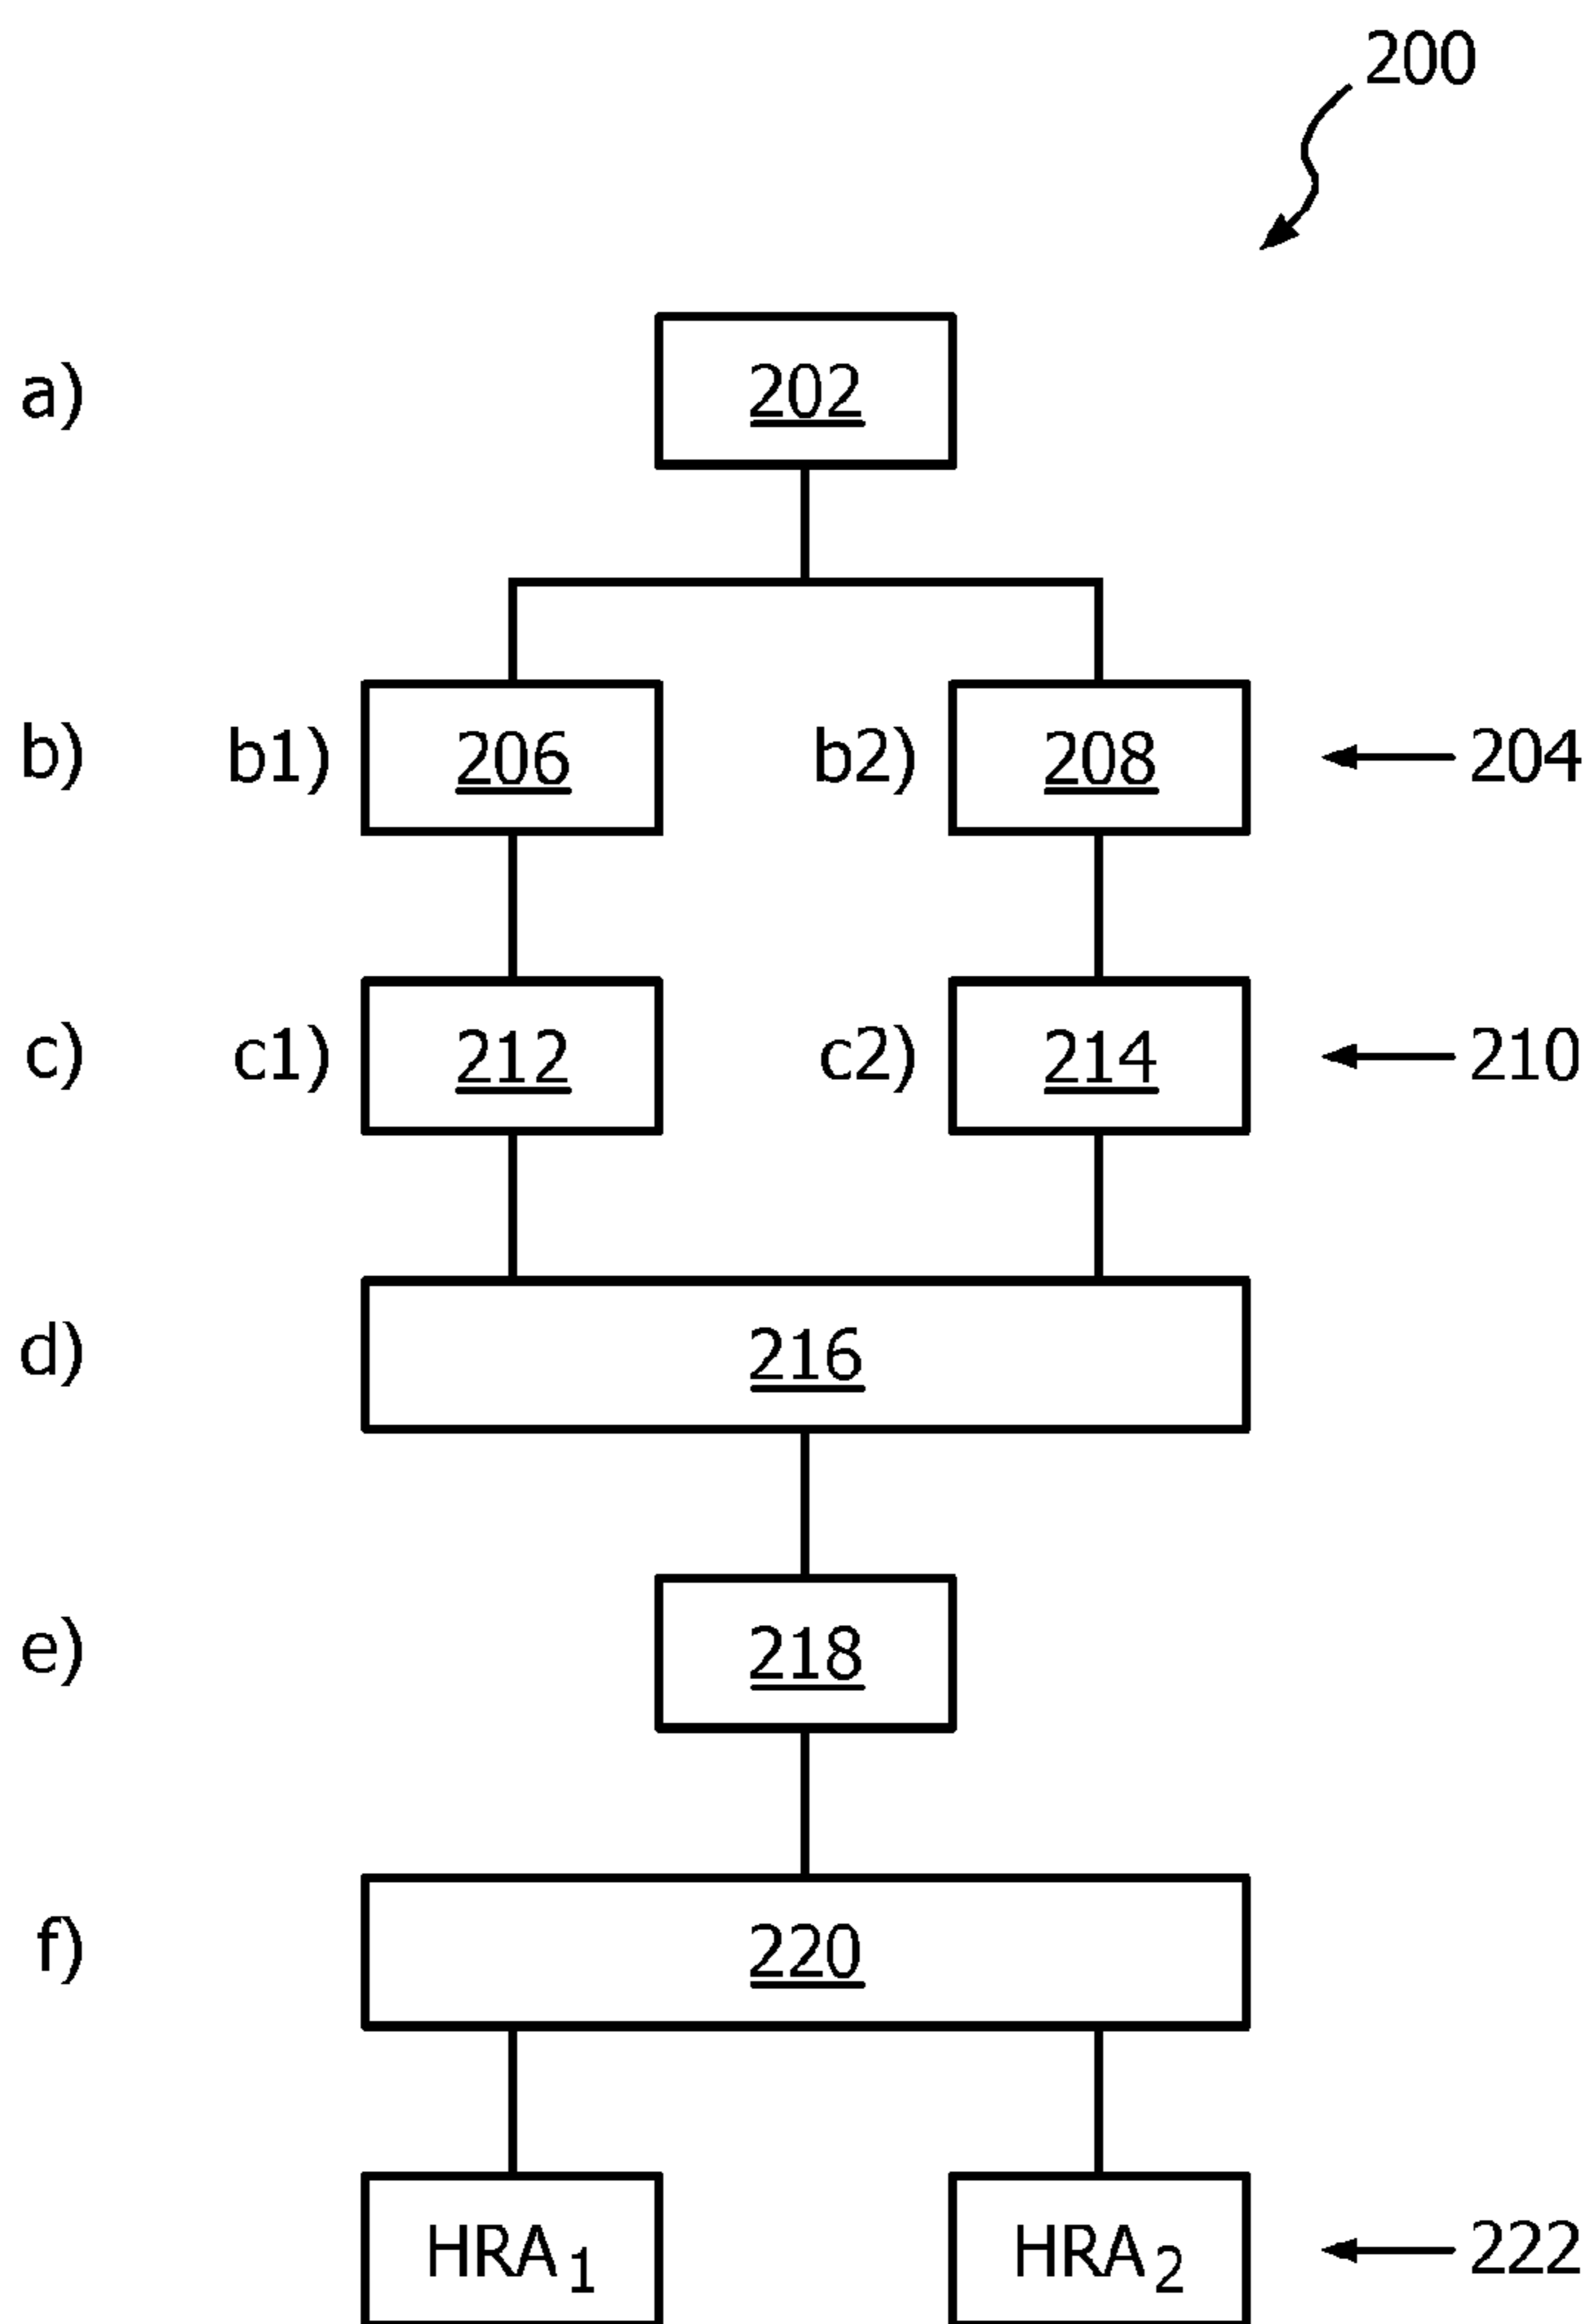 200
a) 202
b) b1) 206 b2) 208 204
c) c1) 212 c2) 214 210
d) 216
e) 218
f) 220
HRA1 HRA2 222